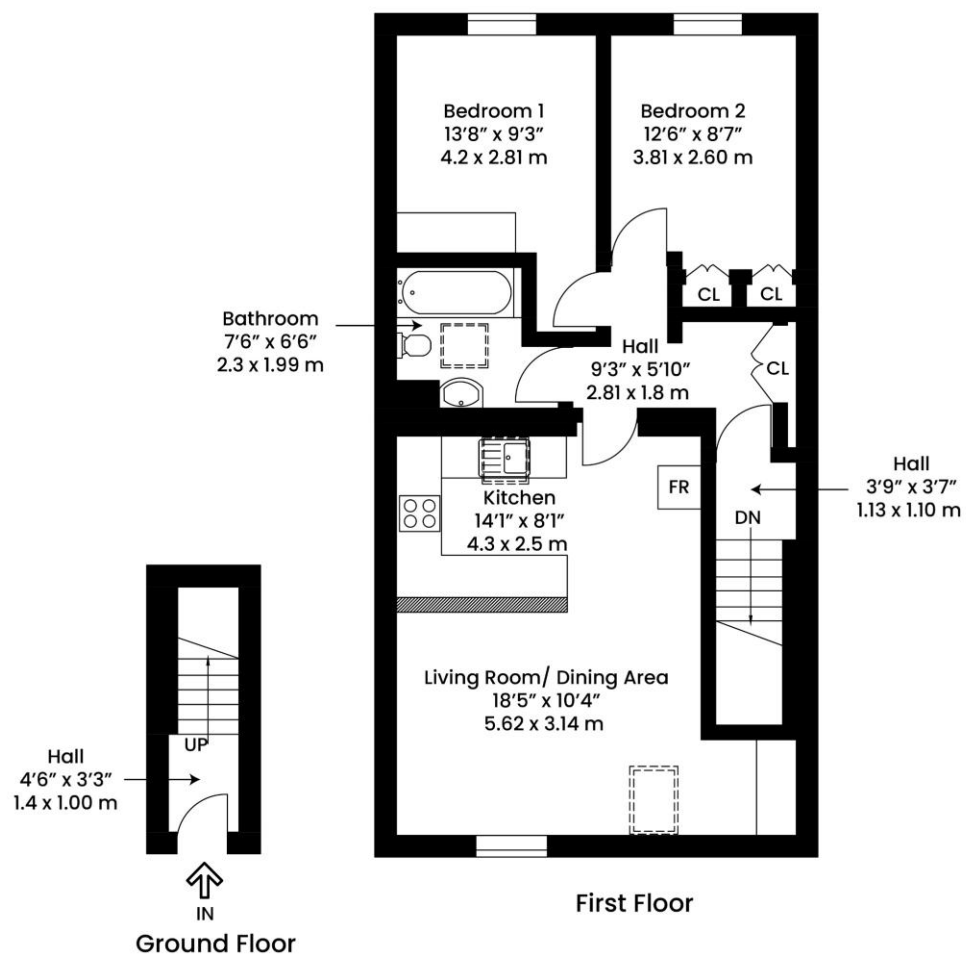 Bedroom 1
13’8” x 9’3”
4.2 x 2.81 m
Bedroom 2
12’6” x 8’7”
3.81 x 2.60 m
CL
CL
Bathroom
7’6” x 6’6”
2.3 x 1.99 m
Hall
9’3” x 5’10”
2.81 x 1.8 m
CL
Hall
3’9” x 3’7”
1.13 x 1.10 m
FR
DN
Kitchen
14’1” x 8’1”
4.3 x 2.5 m
Living Room/ Dining Area
18’5” x 10’4”
5.62 x 3.14 m
UP
Hall
4’6” x 3’3”
1.4 x 1.00 m
IN
Ground Floor
First Floor